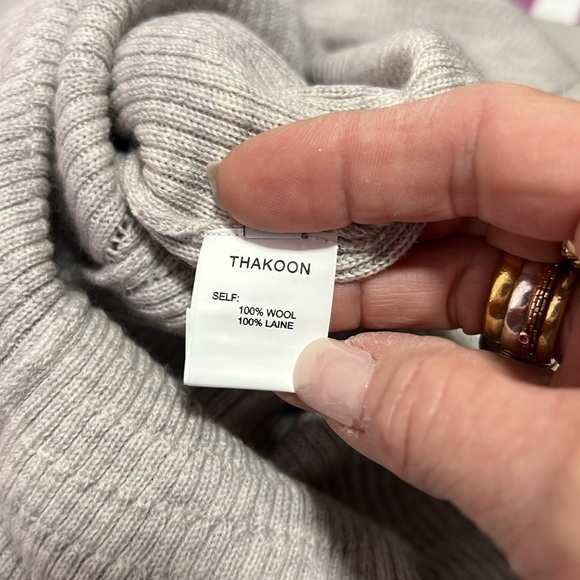 THAKOON
SELF:
100% WOOL
100% LAINE